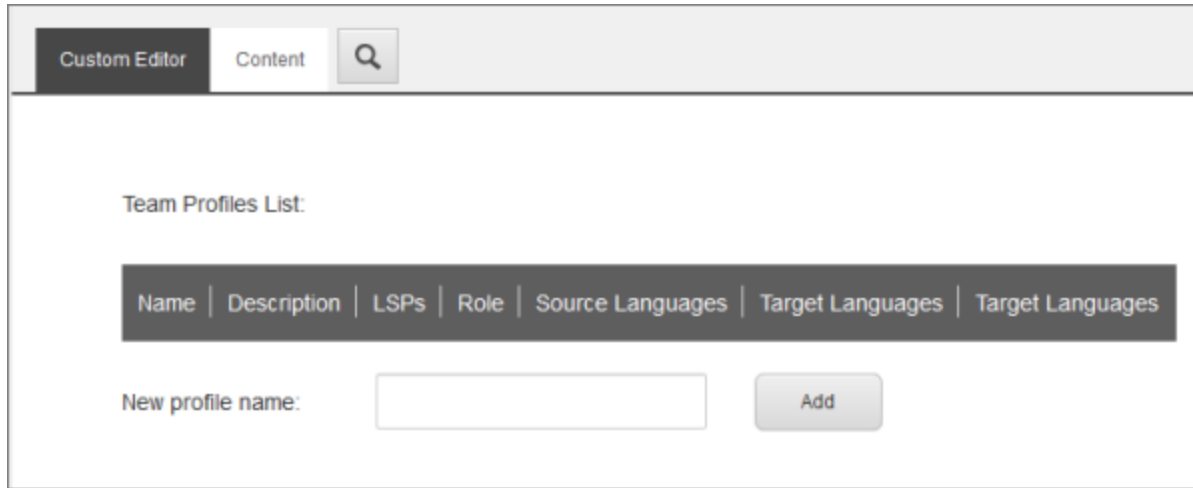 Custom Editor Content
Team Profiles List:
Name Description LSPs Role Source Languages Target Languages Target Languages
New profile name: Add